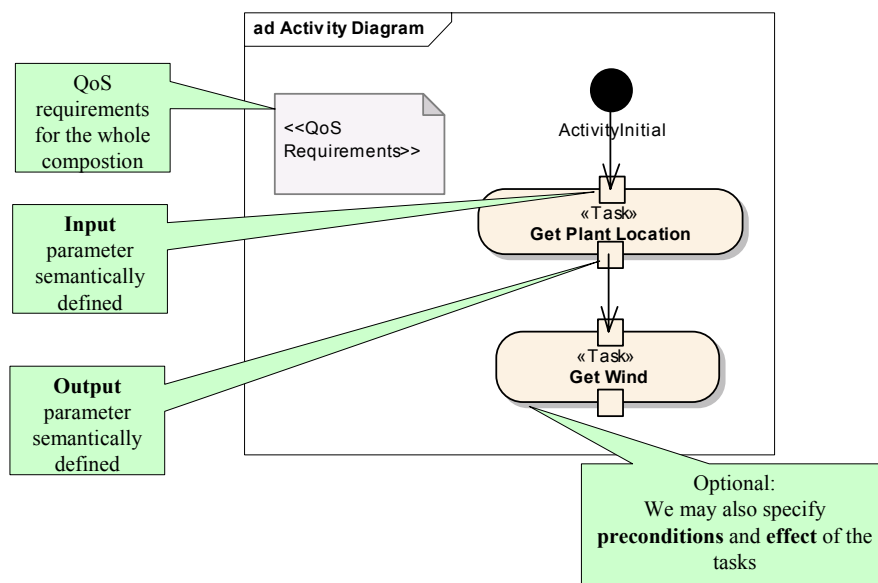 ad Activity Diagram
QoS
requirements
for the whole
compostion
<<QoS
Requirements>>
ActivityInitial
Input
parameter
semantically
defined
«Task»
Get Plant Location
Output
parameter
semantically
defined
«Task»
Get Wind
Optional:
We may also specify
preconditions and effect of the
tasks